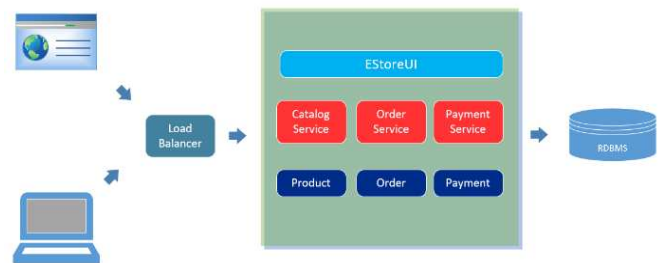 EStoreUI
Catalog
Service
Order
Service
Payment
Service
Load
Balancer
RDBMS
Product
Order
Payment